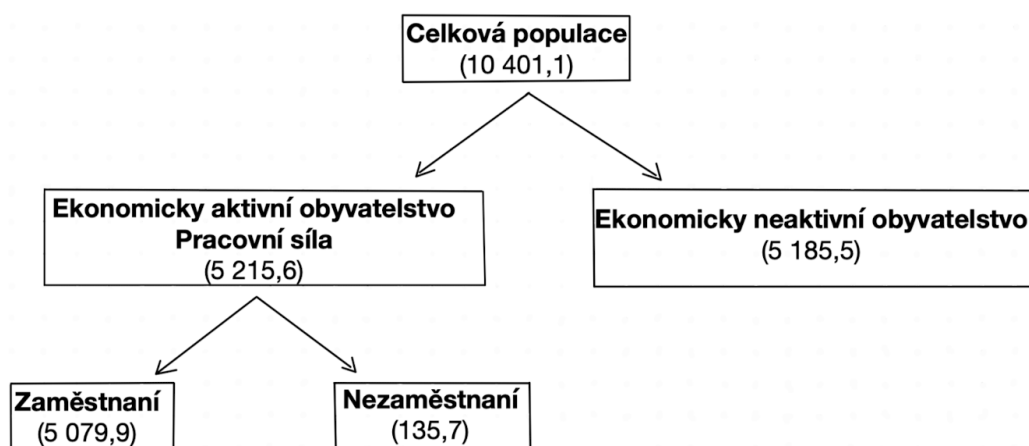 Celková populace
(10 401,1)
Ekonomicky aktivní obyvatelstvo
Pracovní síla
(5 215,6)
Ekonomicky neaktivní obyvatelstvo
(5 185,5)
Zaměstnaní
(5 079,9)
Nezaměstnaní
(135,7)